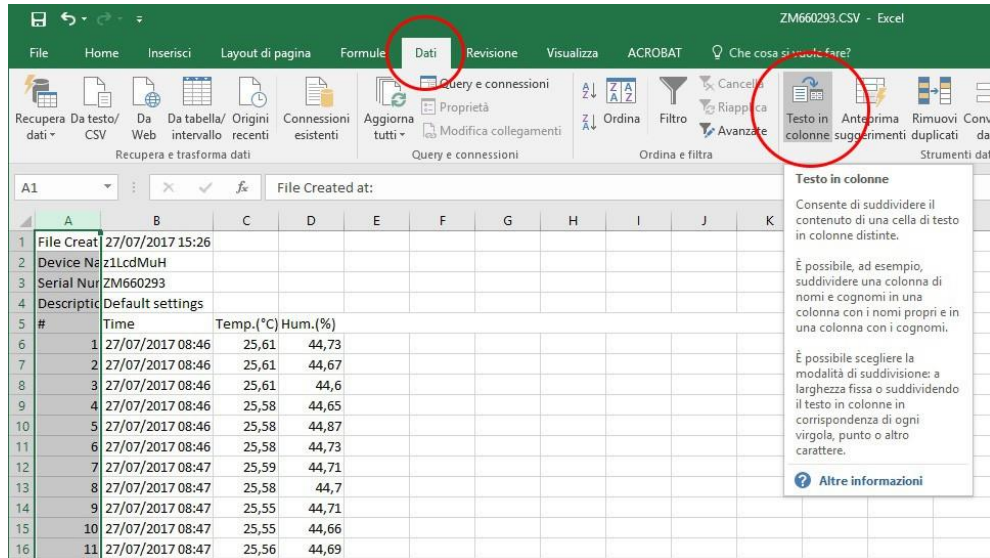 ZM660293.CSV - Excel
File Home Inserisci Layout di pagina Formule Dati Revisione Visualizza ACROBAT Che cosa si vuole fare?
Recupera dati Da testo/ CSV Da Web Da tabella/ intervallo Origini recenti Connessioni esistenti
Recupera e trasforma dati
Aggiorna tutti Query e connessioni Proprietà Modifica collegamenti
Query e connessioni
Ordina Filtro Cancella Riapplica Avanzate
Ordina e filtra
Testo in colonne Anteprima suggerimenti Rimuovi duplicati
Strumenti dat
A1 fx File Created at:
A B C D E F G H I J K
1 File Creat 27/07/2017 15:26
2 Device Na z1LcdMuH
3 Serial Nur ZM660293
4 Descriptic Default settings
5 # Time Temp.(°C) Hum.(%)
6 1 27/07/2017 08:46 25,61 44,73
7 2 27/07/2017 08:46 25,61 44,67
8 3 27/07/2017 08:46 25,61 44,6
9 4 27/07/2017 08:46 25,58 44,65
10 5 27/07/2017 08:46 25,58 44,87
11 6 27/07/2017 08:46 25,58 44,73
12 7 27/07/2017 08:47 25,59 44,71
13 8 27/07/2017 08:47 25,58 44,7
14 9 27/07/2017 08:47 25,55 44,71
15 10 27/07/2017 08:47 25,55 44,66
16 11 27/07/2017 08:47 25,56 44,69
Testo in colonne
Consente di suddividere il
contenuto di una cella di testo
in colonne distinte.
È possibile, ad esempio,
suddividere una colonna di
nomi e cognomi in una
colonna con i nomi propri e in
una colonna con i cognomi.
È possibile scegliere la
modalità di suddivisione: a
larghezza fissa o suddividendo
il testo in colonne in
corrispondenza di ogni
virgola, punto o altro
carattere.
Altre informazioni